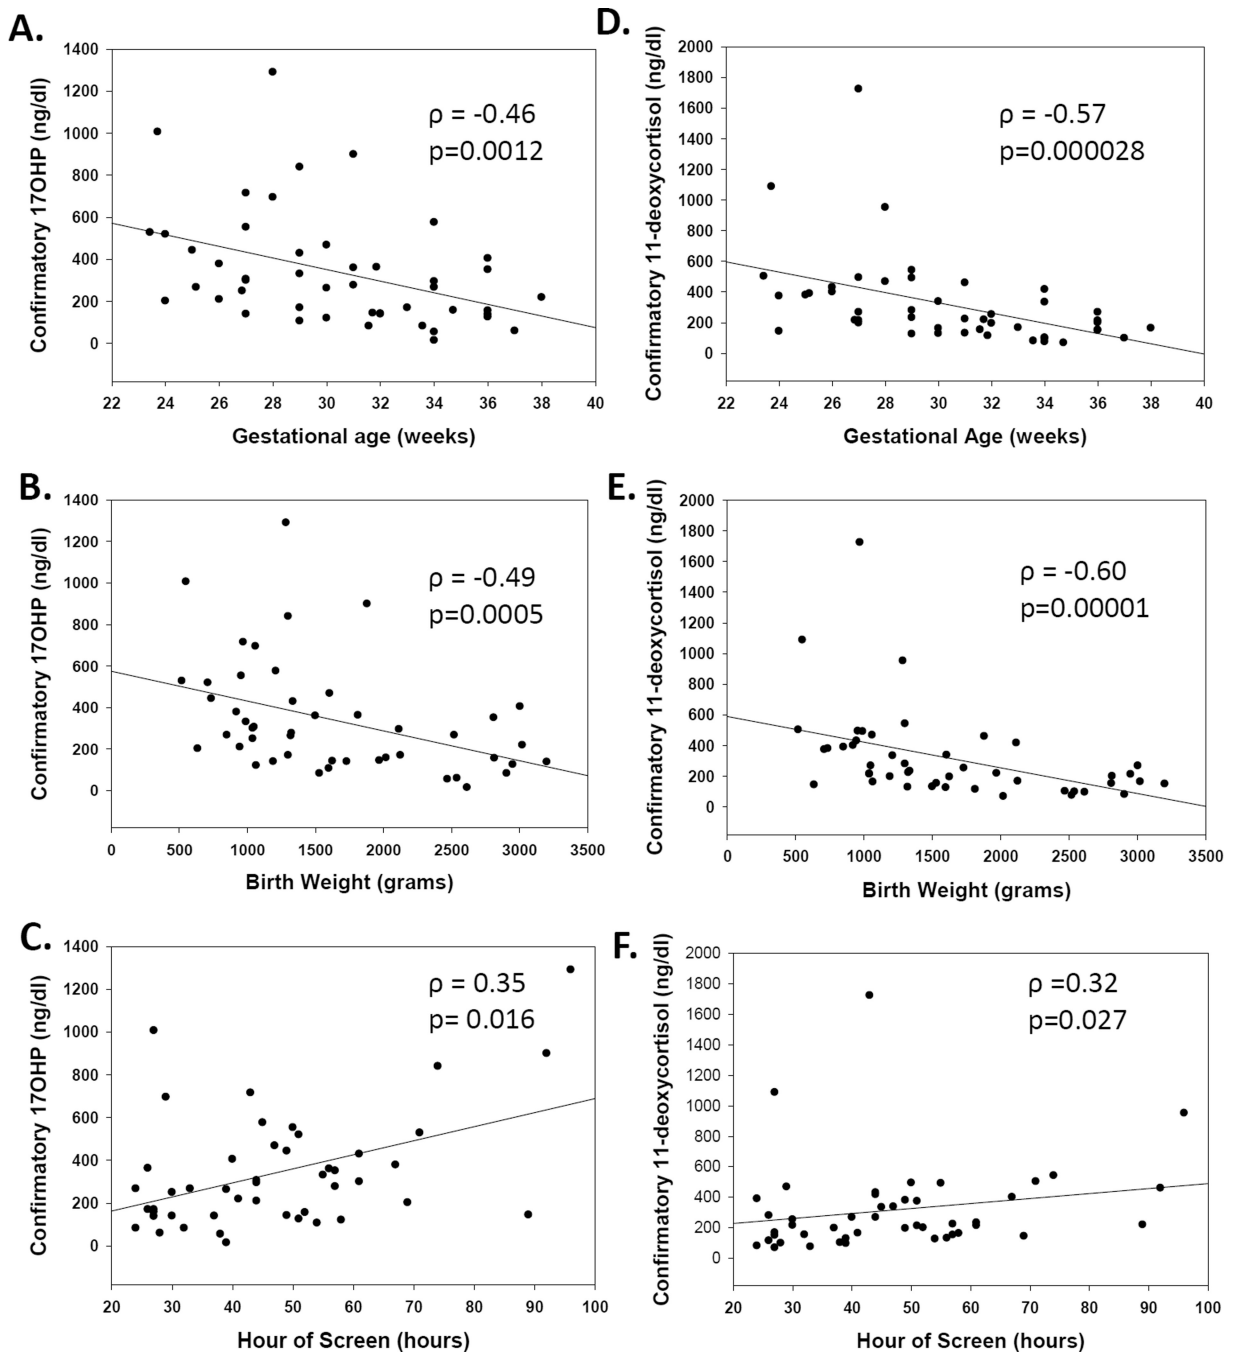 A.
Confirmatory 17OHP (ng/dl)
1400
1200
1000
800
600
400
200
0
ρ = -0.46
p=0.0012
22 24 26 28 30 32 34 36 38 40
Gestational age (weeks)
D.
Confirmatory 11-deoxycortisol (ng/dl)
2000
1800
1600
1400
1200
1000
800
600
400
200
0
ρ = -0.57
p=0.000028
22 24 26 28 30 32 34 36 38 40
Gestational Age (weeks)
B.
Confirmatory 17OHP (ng/dl)
1400
1200
1000
800
600
400
200
0
ρ = -0.49
p=0.0005
0 500 1000 1500 2000 2500 3000 3500
Birth Weight (grams)
E.
Confirmatory 11-deoxycortisol (ng/dl)
2000
1800
1600
1400
1200
1000
800
600
400
200
0
ρ = -0.60
p=0.00001
0 500 1000 1500 2000 2500 3000 3500
Birth Weight (grams)
C.
Confirmatory 17OHP (ng/dl)
1400
1200
1000
800
600
400
200
0
ρ = 0.35
p= 0.016
20 30 40 50 60 70 80 90 100
Hour of Screen (hours)
F.
Confirmatory 11-deoxycortisol (ng/dl)
2000
1800
1600
1400
1200
1000
800
600
400
200
0
ρ =0.32
p=0.027
20 30 40 50 60 70 80 90 100
Hour of Screen (hours)